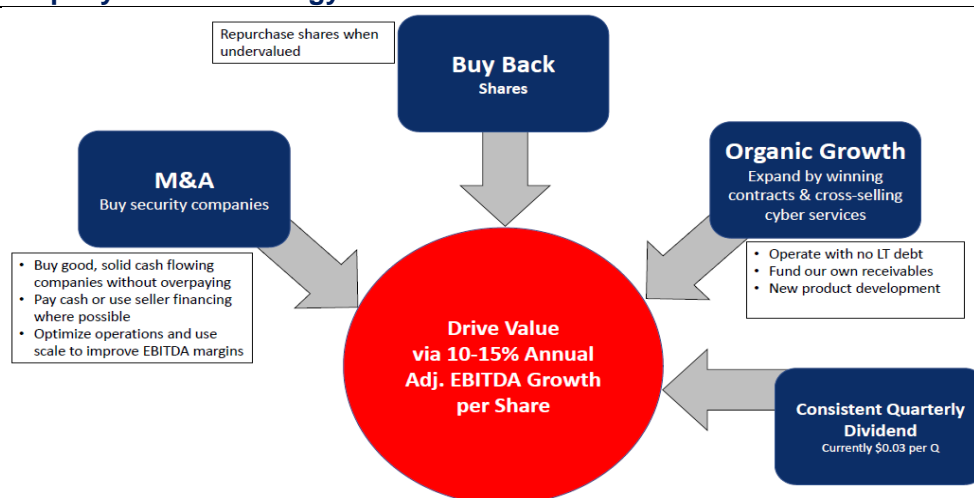 Repurchase shares when
undervalued
Buy Back
Shares
M&A
Buy security companies
Organic Growth
Expand by winning
contracts & cross-selling
cyber services
• Buy good, solid cash flowing
companies without overpaying
• Pay cash or use seller financing
where possible
• Optimize operations and use
scale to improve EBITDA margins
• Operate with no LT debt
• Fund our own receivables
• New product development
Drive Value
via 10-15% Annual
Adj. EBITDA Growth
per Share
Consistent Quarterly
Dividend
Currently $0.03 per Q